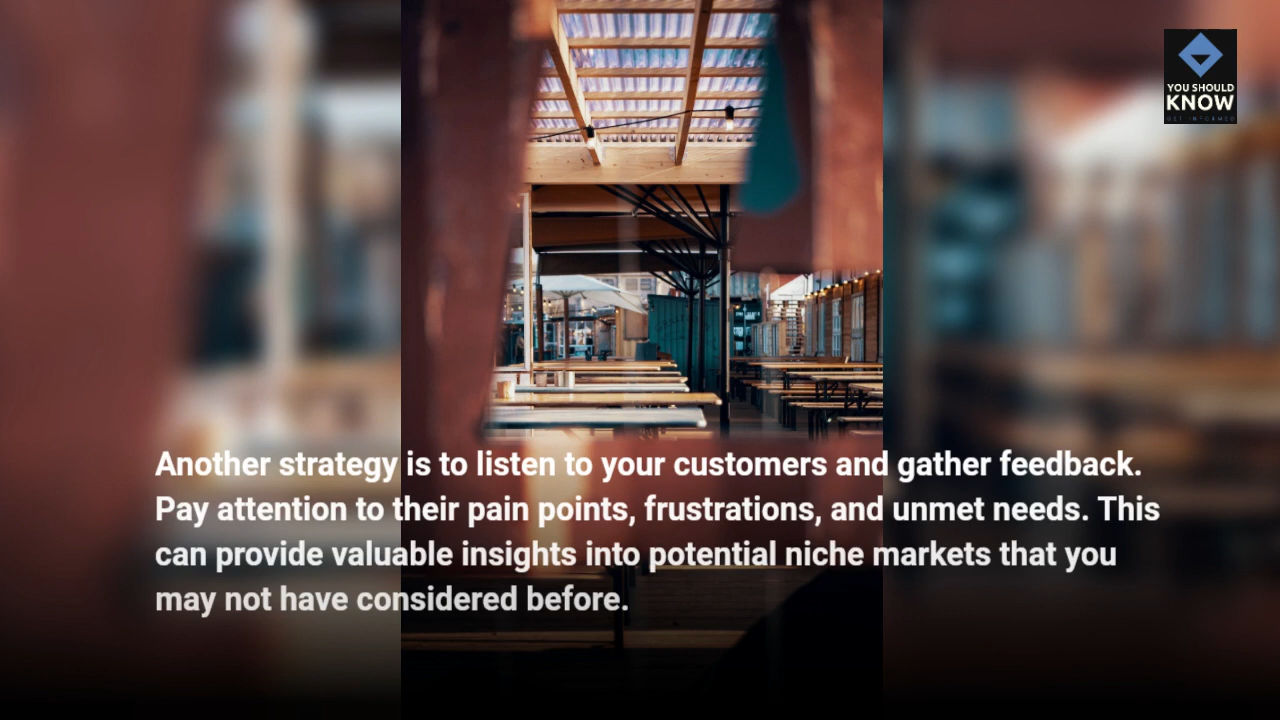 YOU SHOULD
KNOW
GET INFORMED
Another strategy is to listen to your customers and gather feedback.
Pay attention to their pain points, frustrations, and unmet needs. This
can provide valuable insights into potential niche markets that you
may not have considered before.